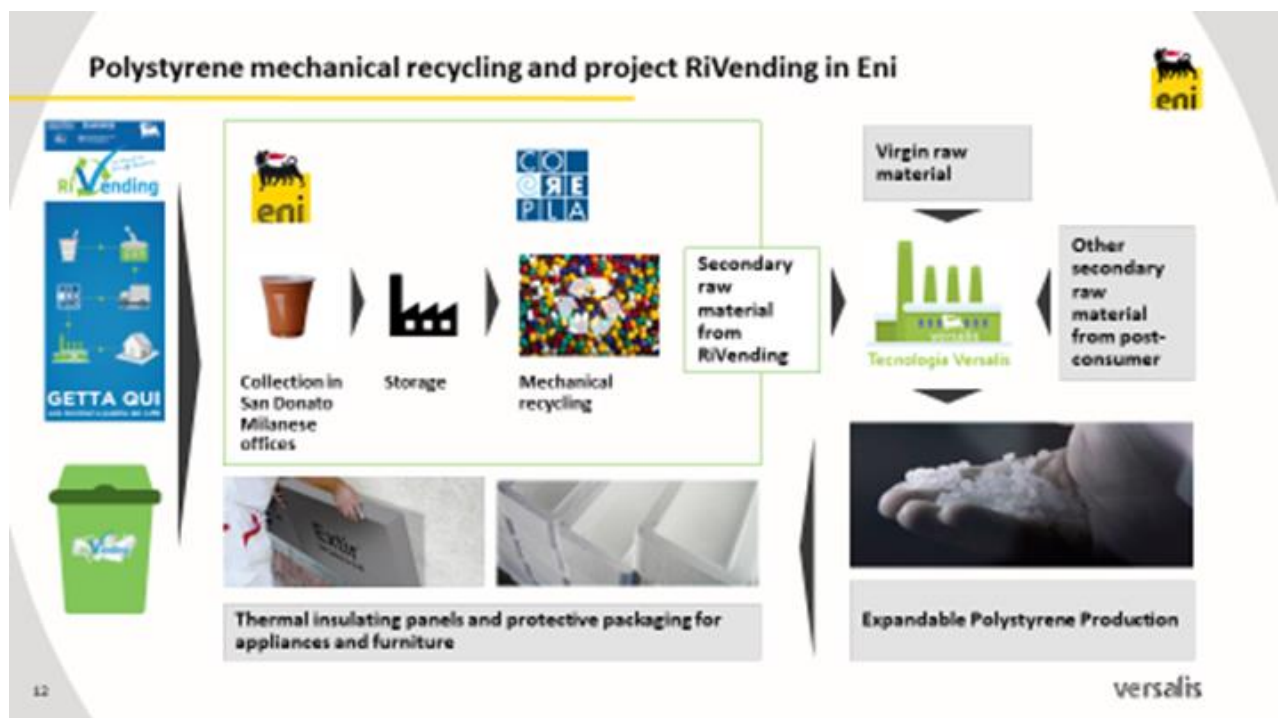 Polystyrene mechanical recycling and project RiVending in Eni
eni
RiVending
GETTA QUI
eni
CO
RE
PLA
Collection in
San Donato
Milanese
offices
Storage
Mechanical
recycling
Secondary
raw
material
from
RiVending
Virgin raw
material
versalis
Tecnologia Versalis
Other
secondary
raw
material
from post-
consumer
Extir
Vending
Thermal insulating panels and protective packaging for
appliances and furniture
Expandable Polystyrene Production
12
versalis